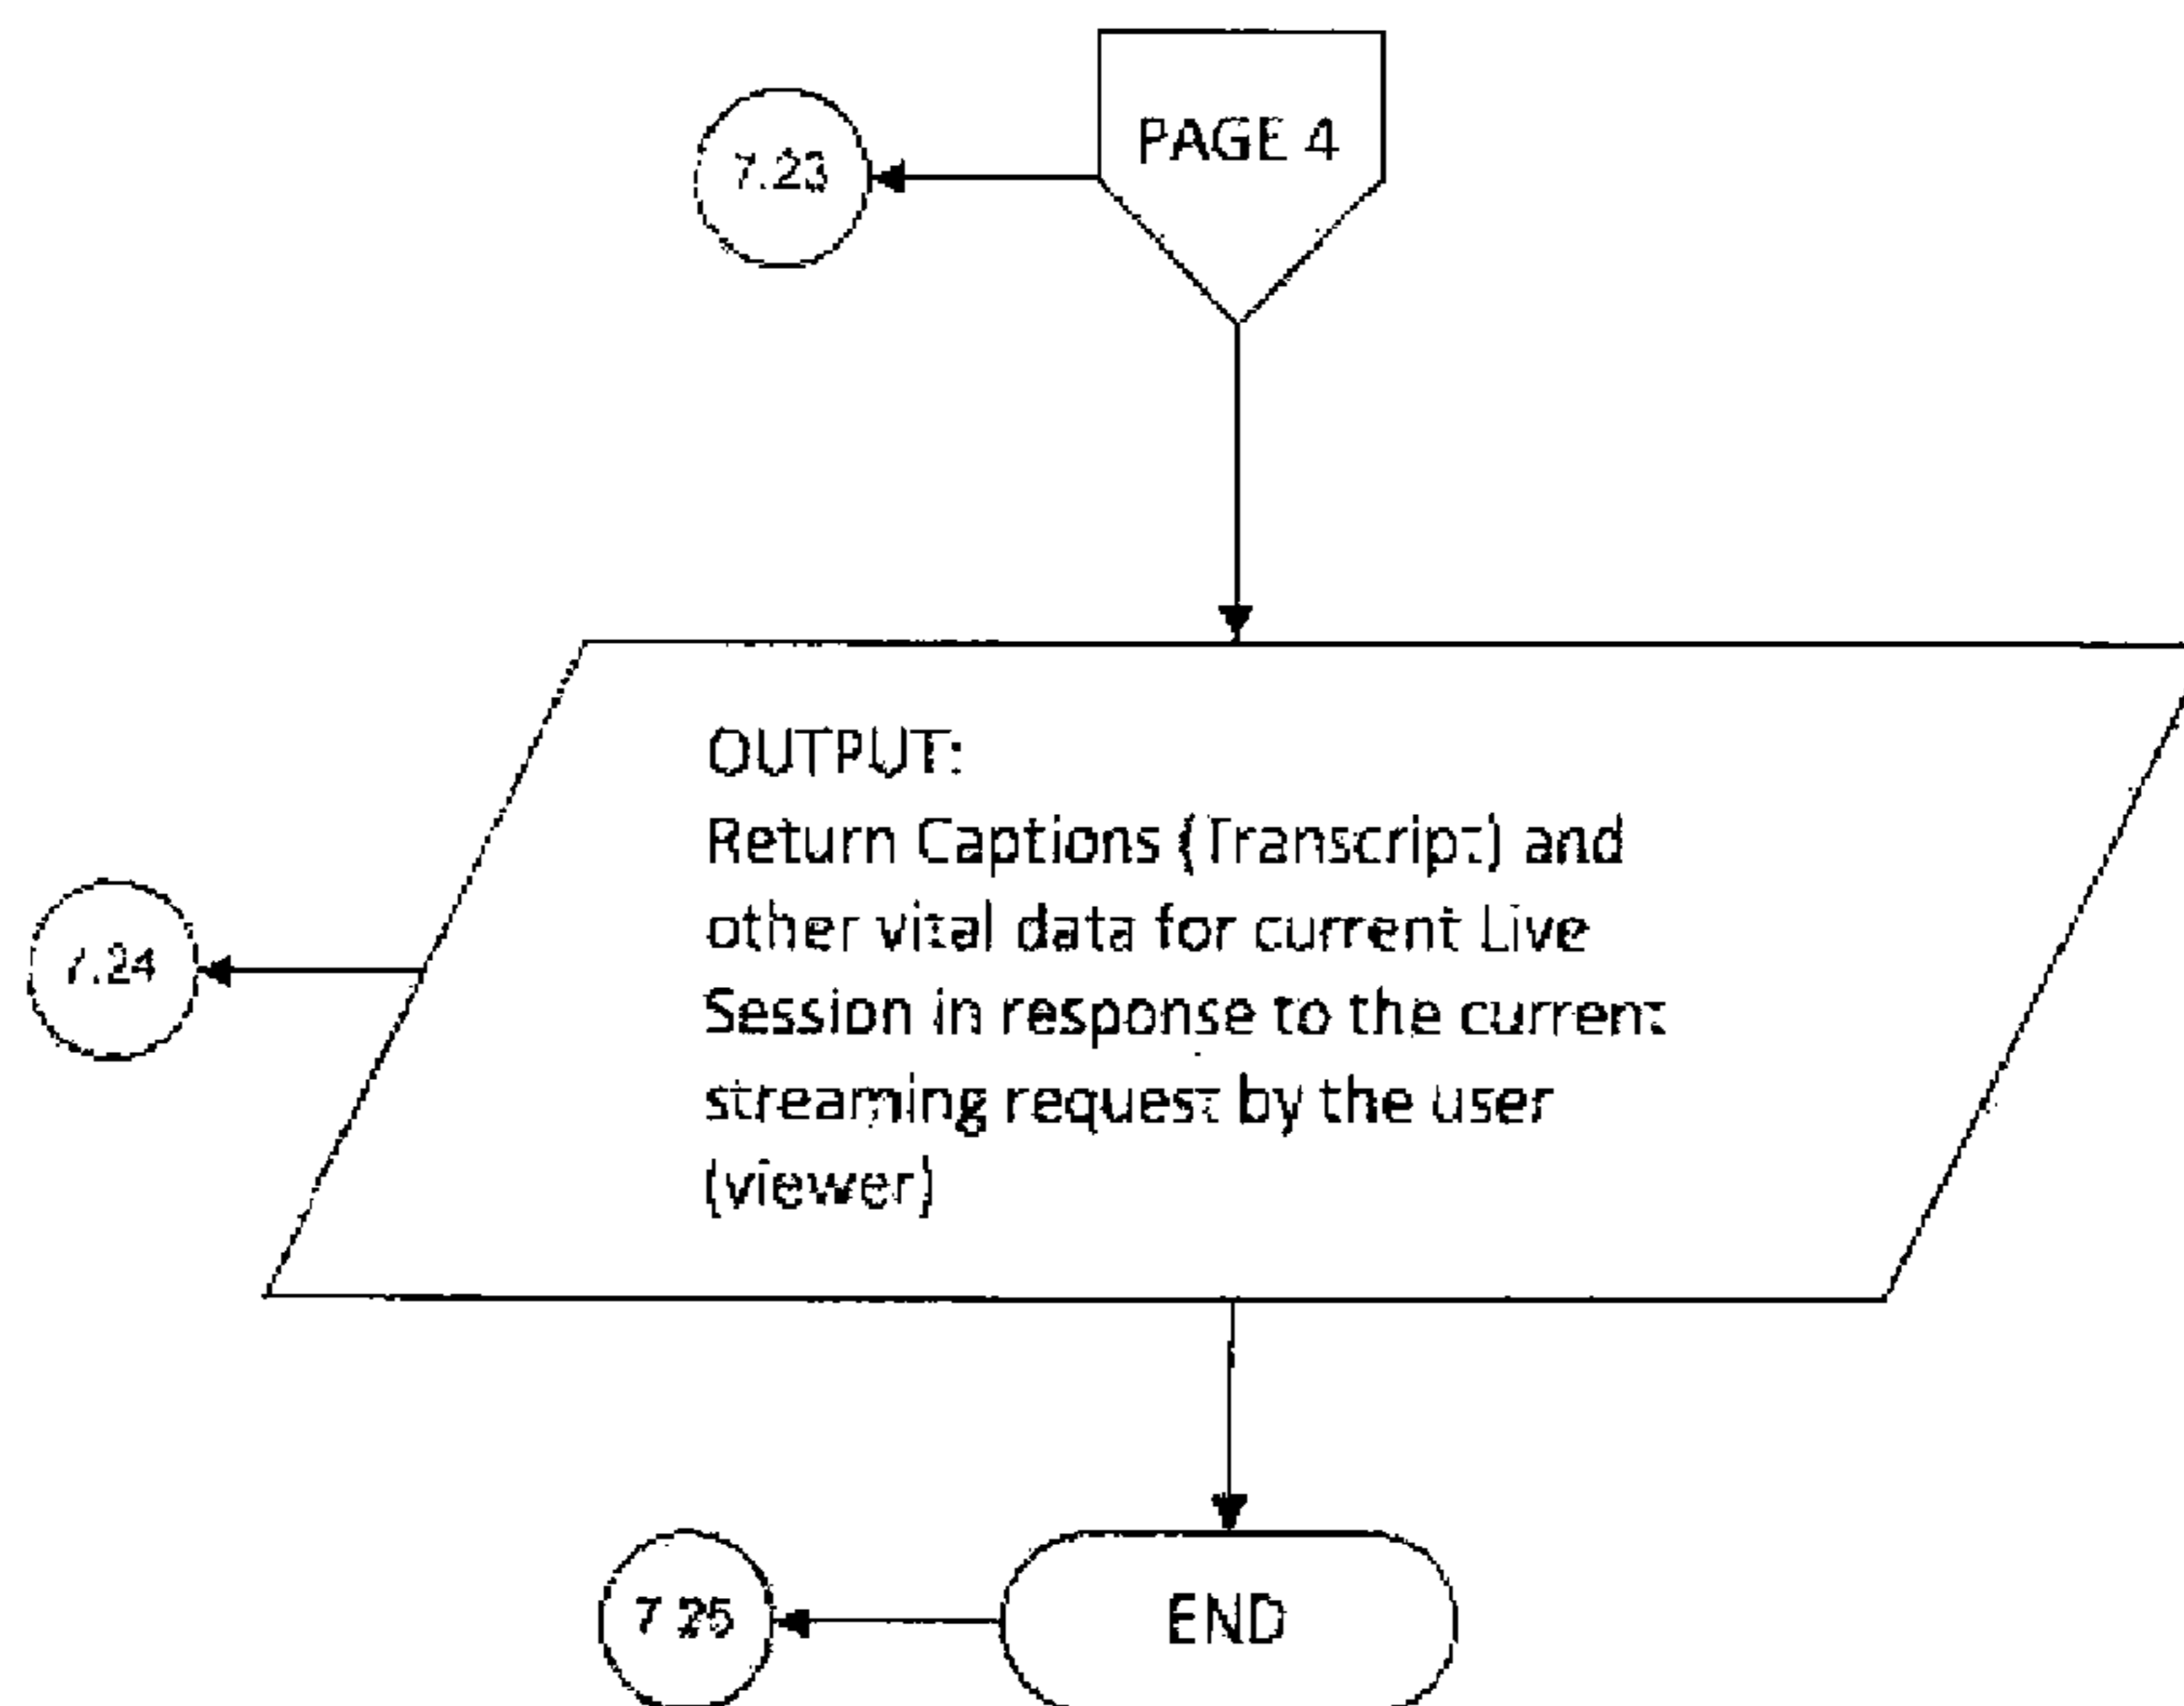 PAGE 4
7.23
OUTPUT:
Return Captions (Transcript) and
other vital data for current Live
Session in response to the current
streaming request by the user
(viewer)
7.24
END
7.25